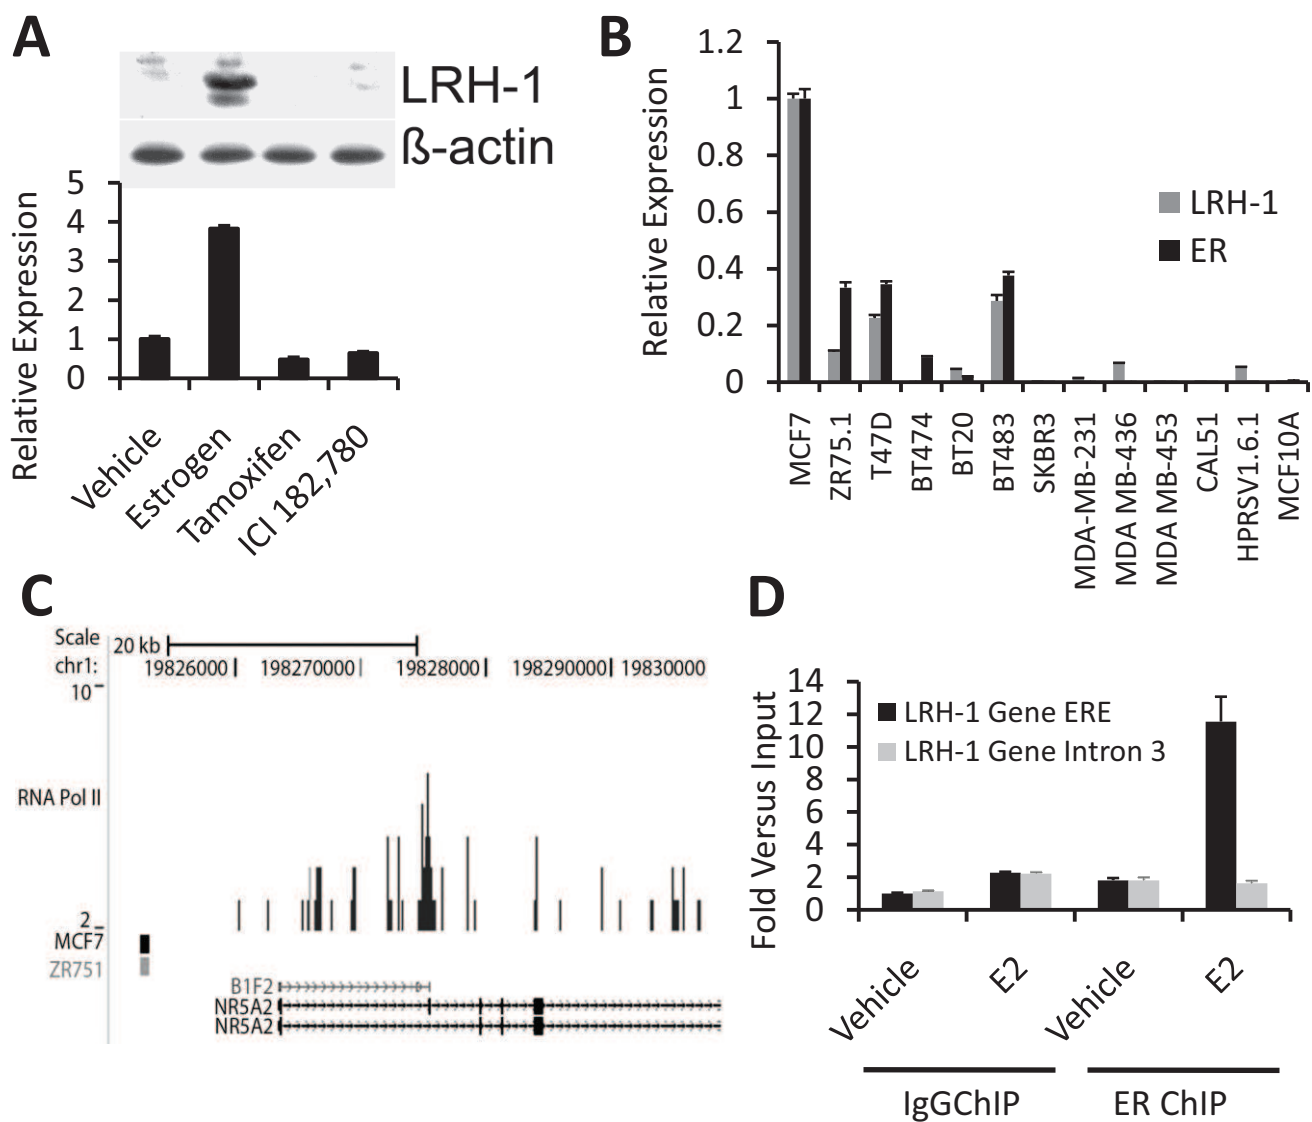 A
LRH-1
ß-actin
Relative Expression
5
4
3
2
1
0
Vehicle
Estrogen
Tamoxifen
ICI 182,780
B
Relative Expression
1.2
1
0.8
0.6
0.4
0.2
0
LRH-1
ER
MCF7
ZR75.1
T47D
BT474
BT20
BT483
SKBR3
MDA-MB-231
MDA MB-436
MDA MB-453
CAL51
HPRSV1.6.1
MCF10A
C
Scale 20 kb
chr1: 19826000 198270000 19828000 198290000 19830000
10
RNA Pol II
2
MCF7
ZR751
B1F2
NR5A2
NR5A2
D
Fold Versus Input
14
12
10
8
6
4
2
0
LRH-1 Gene ERE
LRH-1 Gene Intron 3
Vehicle
E2
Vehicle
E2
IgGChIP
ER ChIP